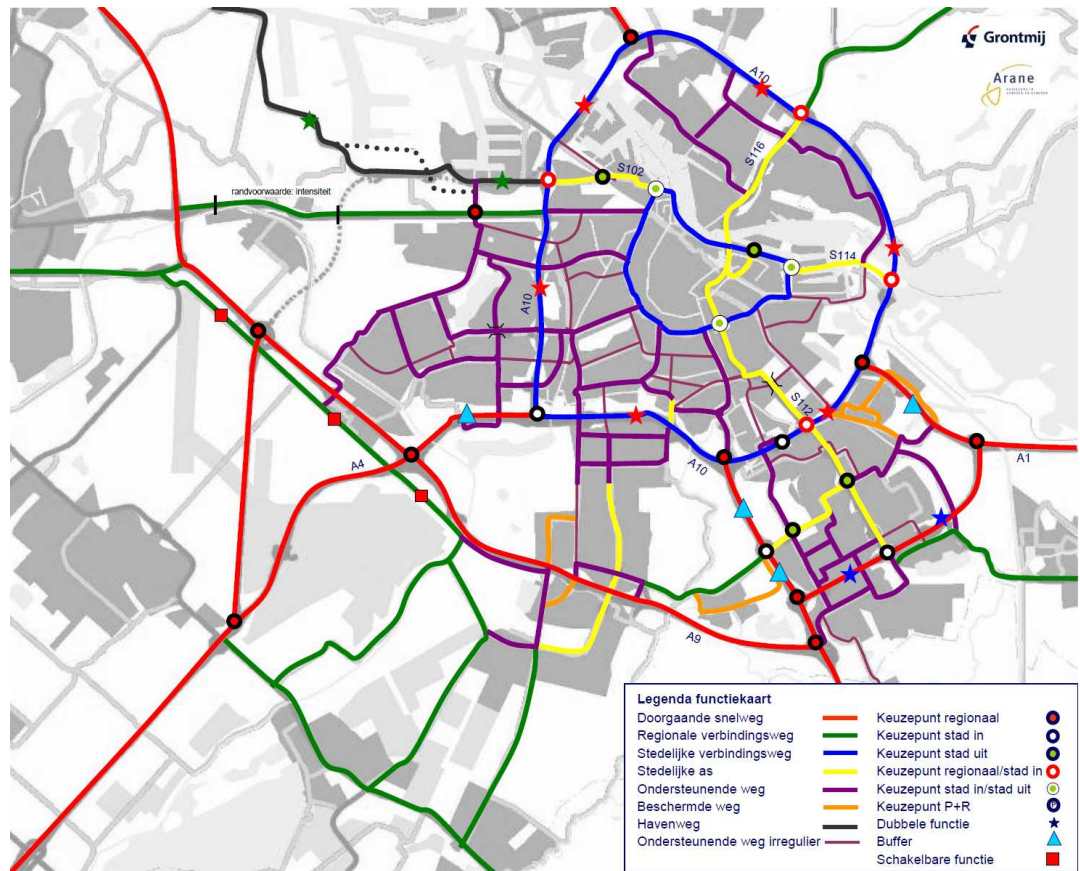 Grontmij
Arane
A10
S116
S102
randvoorwaarde: intensiteit
S114
A10
S112
A4
A10
A1
A9
Legenda functiekaart
Doorgaande snelweg
Regionale verbindingsweg
Stedelijke verbindingsweg
Stedelijke as
Ondersteunende weg
Beschermde weg
Havenweg
Ondersteunende weg irregulier
Keuzepunt regionaal
Keuzepunt stad in
Keuzepunt stad uit
Keuzepunt regionaal/stad in
Keuzepunt stad in/stad uit
Keuzepunt P+R
P
Dubbele functie
Buffer
Schakelbare functie